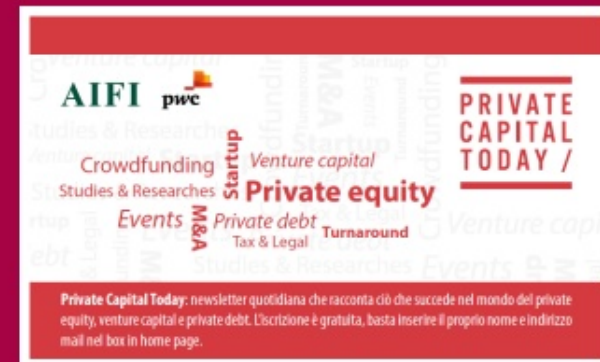 AIFI pwc
PRIVATE
CAPITAL
TODAY /
Crowdfunding Startup Venture capital
Studies & Researches Private equity
Events M&A Private debt Turnaround
Tax & Legal
Private Capital Today: newsletter quotidiana che racconta ciò che succede nel mondo del private
equity, venture capital e private debt. L'iscrizione è gratuita, basta inserire il proprio nome e indirizzo
mail nel box in home page.